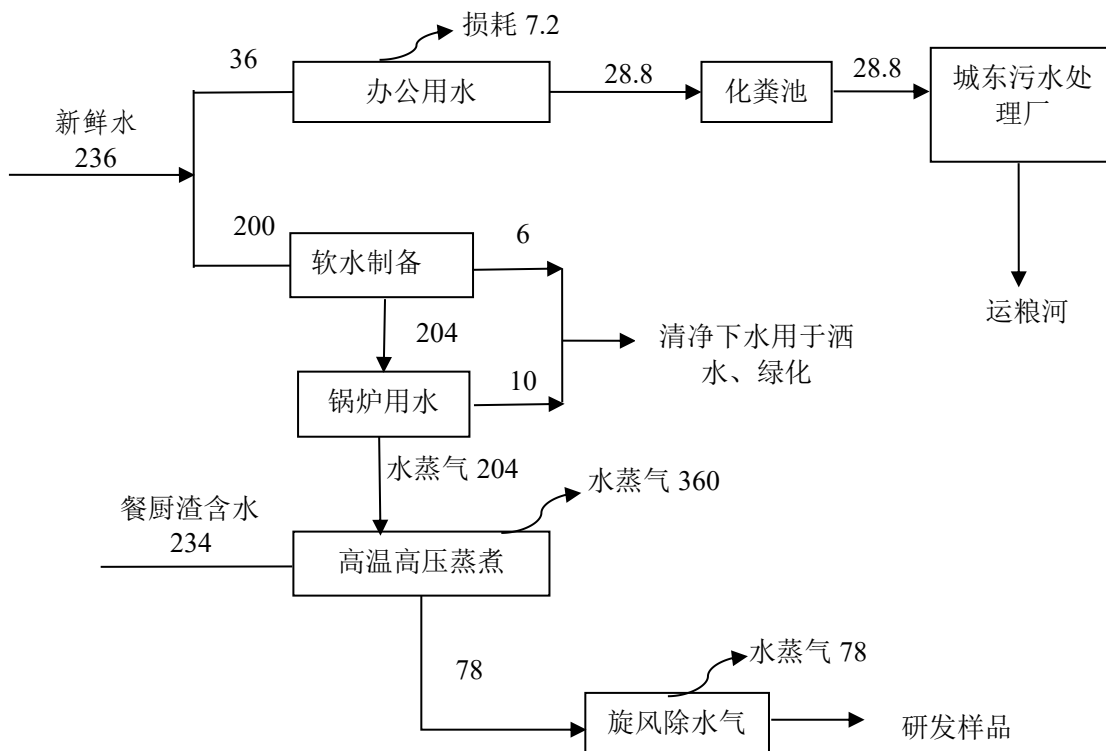 损耗 7.2
36
办公用水
28.8
化粪池
28.8
城东污水处
理厂
新鲜水
236
200
软水制备
6
运粮河
204
清净下水用于洒
水、绿化
锅炉用水
10
水蒸气 204
水蒸气 360
餐厨渣含水
234
高温高压蒸煮
78
水蒸气 78
旋风除水气
研发样品